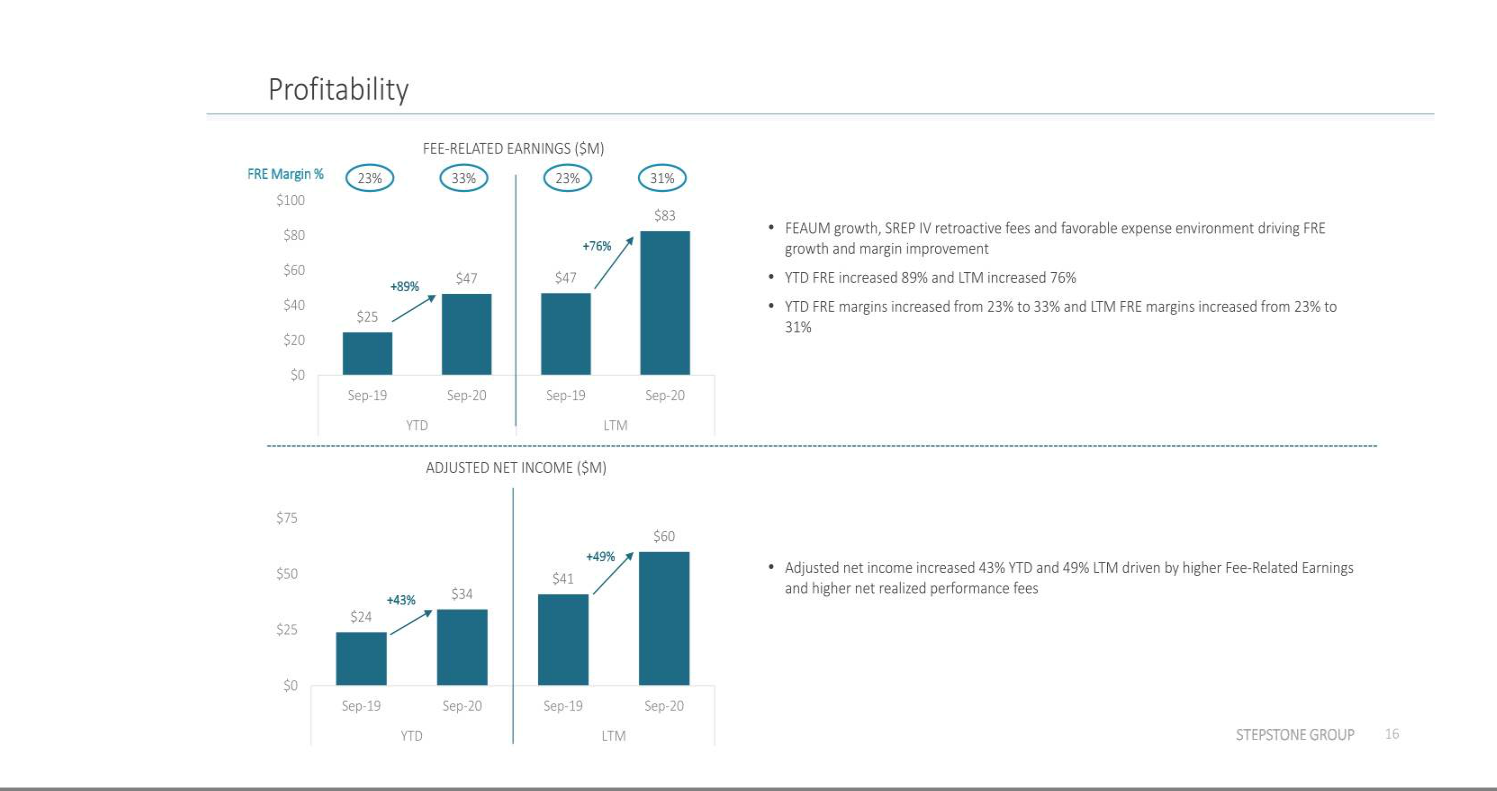 Profitability
FEE-RELATED EARNINGS ($M)
FRE Margin %
23%
33%
23%
31%
$100
$80
$60
$40
$20
$0
$25
+89%
$47
$47
+76%
$83
Sep-19
Sep-20
Sep-19
Sep-20
YTD
LTM
• FEAUM growth, SREP IV retroactive fees and favorable expense environment driving FRE
growth and margin improvement
• YTD FRE increased 89% and LTM increased 76%
• YTD FRE margins increased from 23% to 33% and LTM FRE margins increased from 23% to
31%
ADJUSTED NET INCOME ($M)
$75
$50
$25
$0
$24
+43%
$34
$41
+49%
$60
Sep-19
Sep-20
Sep-19
Sep-20
YTD
LTM
• Adjusted net income increased 43% YTD and 49% LTM driven by higher Fee-Related Earnings
and higher net realized performance fees
STEPSTONE GROUP
16